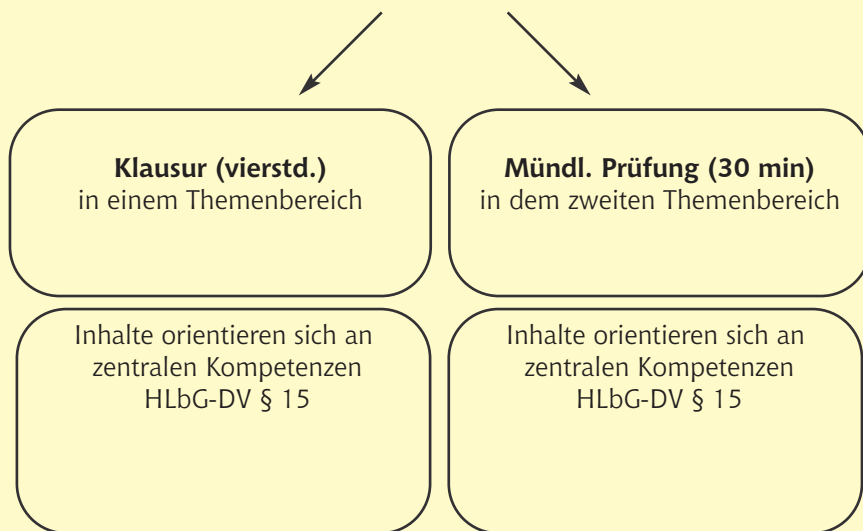 Klausur (vierstd.)
in einem Themenbereich
Mündl. Prüfung (30 min)
in dem zweiten Themenbereich
Inhalte orientieren sich an
zentralen Kompetenzen
HLbG-DV § 15
Inhalte orientieren sich an
zentralen Kompetenzen
HLbG-DV § 15